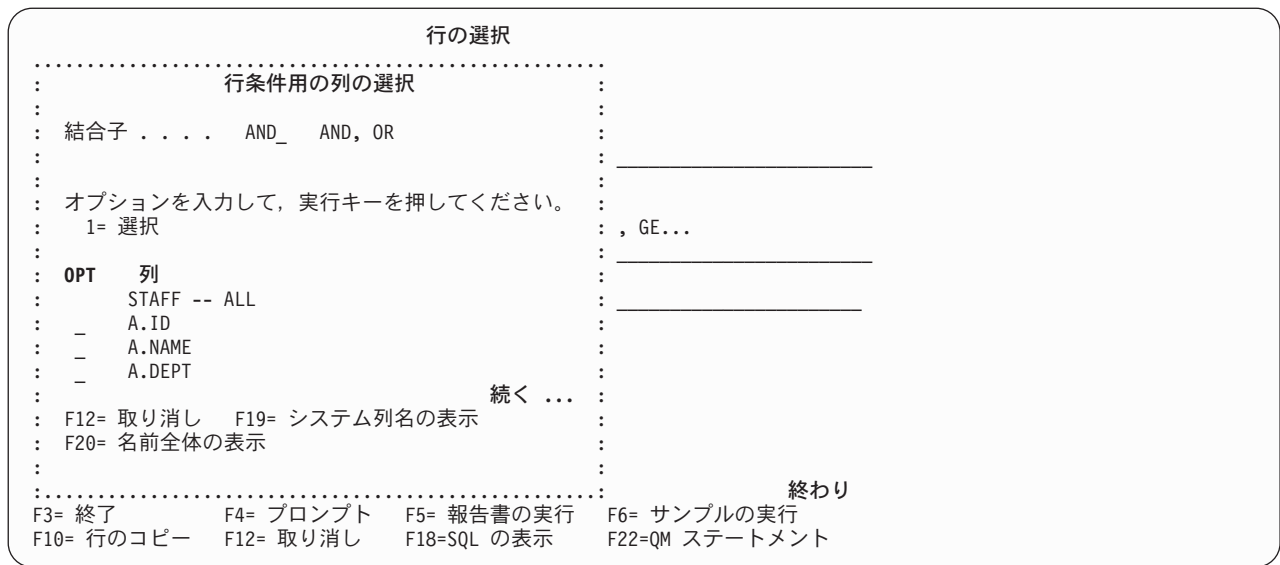 行の選択
......................................................
: 行条件用の列の選択 :
: :
: 結合子 . . . . AND_ AND, OR :
: : ________________________
: :
: オプションを入力して, 実行キーを押してください。 :
: 1= 選択 : , GE...
: : ________________________
: OPT 列 :
: STAFF -- ALL : _______________________
: _ A.ID :
: _ A.NAME :
: _ A.DEPT :
: 続く ... :
: F12= 取り消し F19= システム列名の表示 :
: F20= 名前全体の表示 :
: :
:....................................................: 終わり
F3= 終了 F4= プロンプト F5= 報告書の実行 F6= サンプルの実行
F10= 行のコピー F12= 取り消し F18=SQL の表示 F22=QM ステートメント